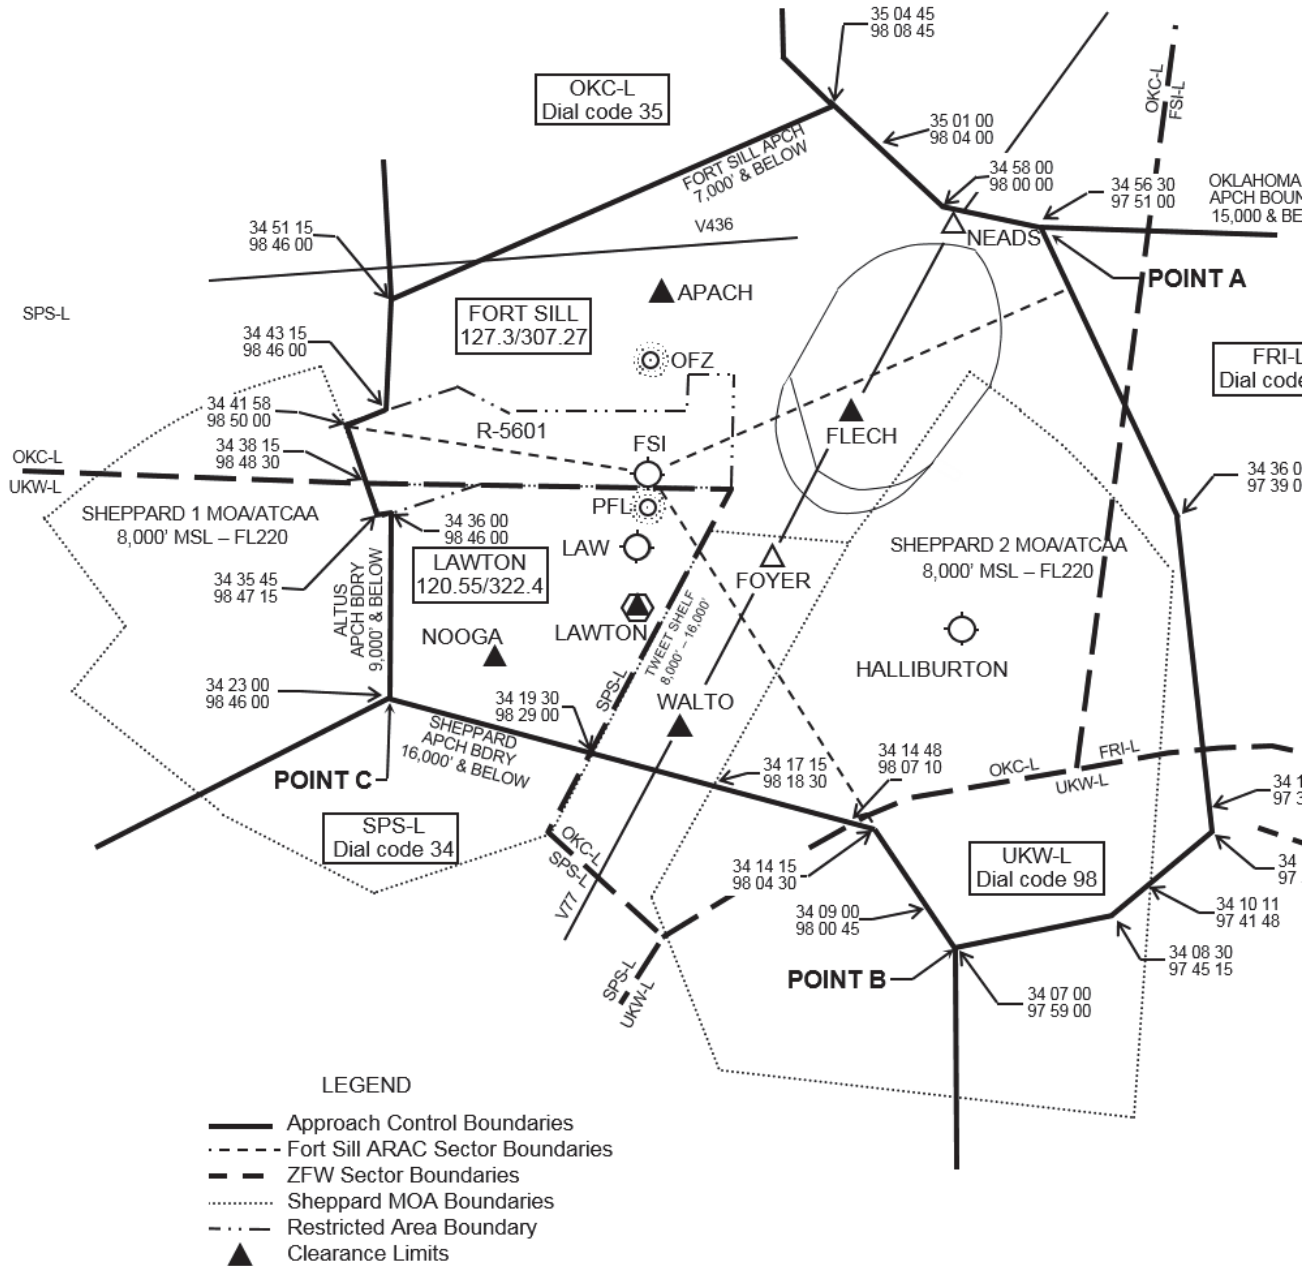 35 04 45
98 08 45
OKC-L
Dial code 35
OKC-L
FSI-L
35 01 00
98 04 00
FORT SILL APCH
7,000' & BELOW
34 58 00
98 00 00
34 56 30
97 51 00
OKLAHOMA
APCH BOUN
15,000 & BE
34 51 15
98 46 00
V436
NEADS
POINT A
SPS-L
APACH
FORT SILL
127.3/307.27
34 43 15
98 46 00
OFZ
FRI-L
Dial code
34 41 58
98 50 00
R-5601
FSI
FLECH
34 38 15
98 48 30
OKC-L
UKW-L
34 36 0
97 39 0
SHEPPARD 1 MOA/ATCAA
8,000' MSL – FL220
PFL
34 36 00
98 46 00
LAW
SHEPPARD 2 MOA/ATCAA
8,000' MSL – FL220
LAWTON
120.55/322.4
34 35 45
98 47 15
FOYER
ALTUS
APCH BDRY
9,000' & BELOW
TWEET SHELF
8,000' – 16,000'
NOOGA
LAWTON
HALLIBURTON
34 23 00
98 46 00
34 19 30
98 29 00
SPS-L
WALTO
SHEPPARD
APCH BDRY
16,000' & BELOW
POINT C
34 17 15
98 18 30
34 14 48
98 07 10
OKC-L
UKW-L
FRI-L
34 1
97 3
SPS-L
Dial code 34
OKC-L
SPS-L
34 14 15
98 04 30
UKW-L
Dial code 98
34
97
V77
34 09 00
98 00 45
34 10 11
97 41 48
34 08 30
97 45 15
SPS-L
UKW-L
POINT B
34 07 00
97 59 00
LEGEND
Approach Control Boundaries
Fort Sill ARAC Sector Boundaries
ZFW Sector Boundaries
Sheppard MOA Boundaries
Restricted Area Boundary
Clearance Limits